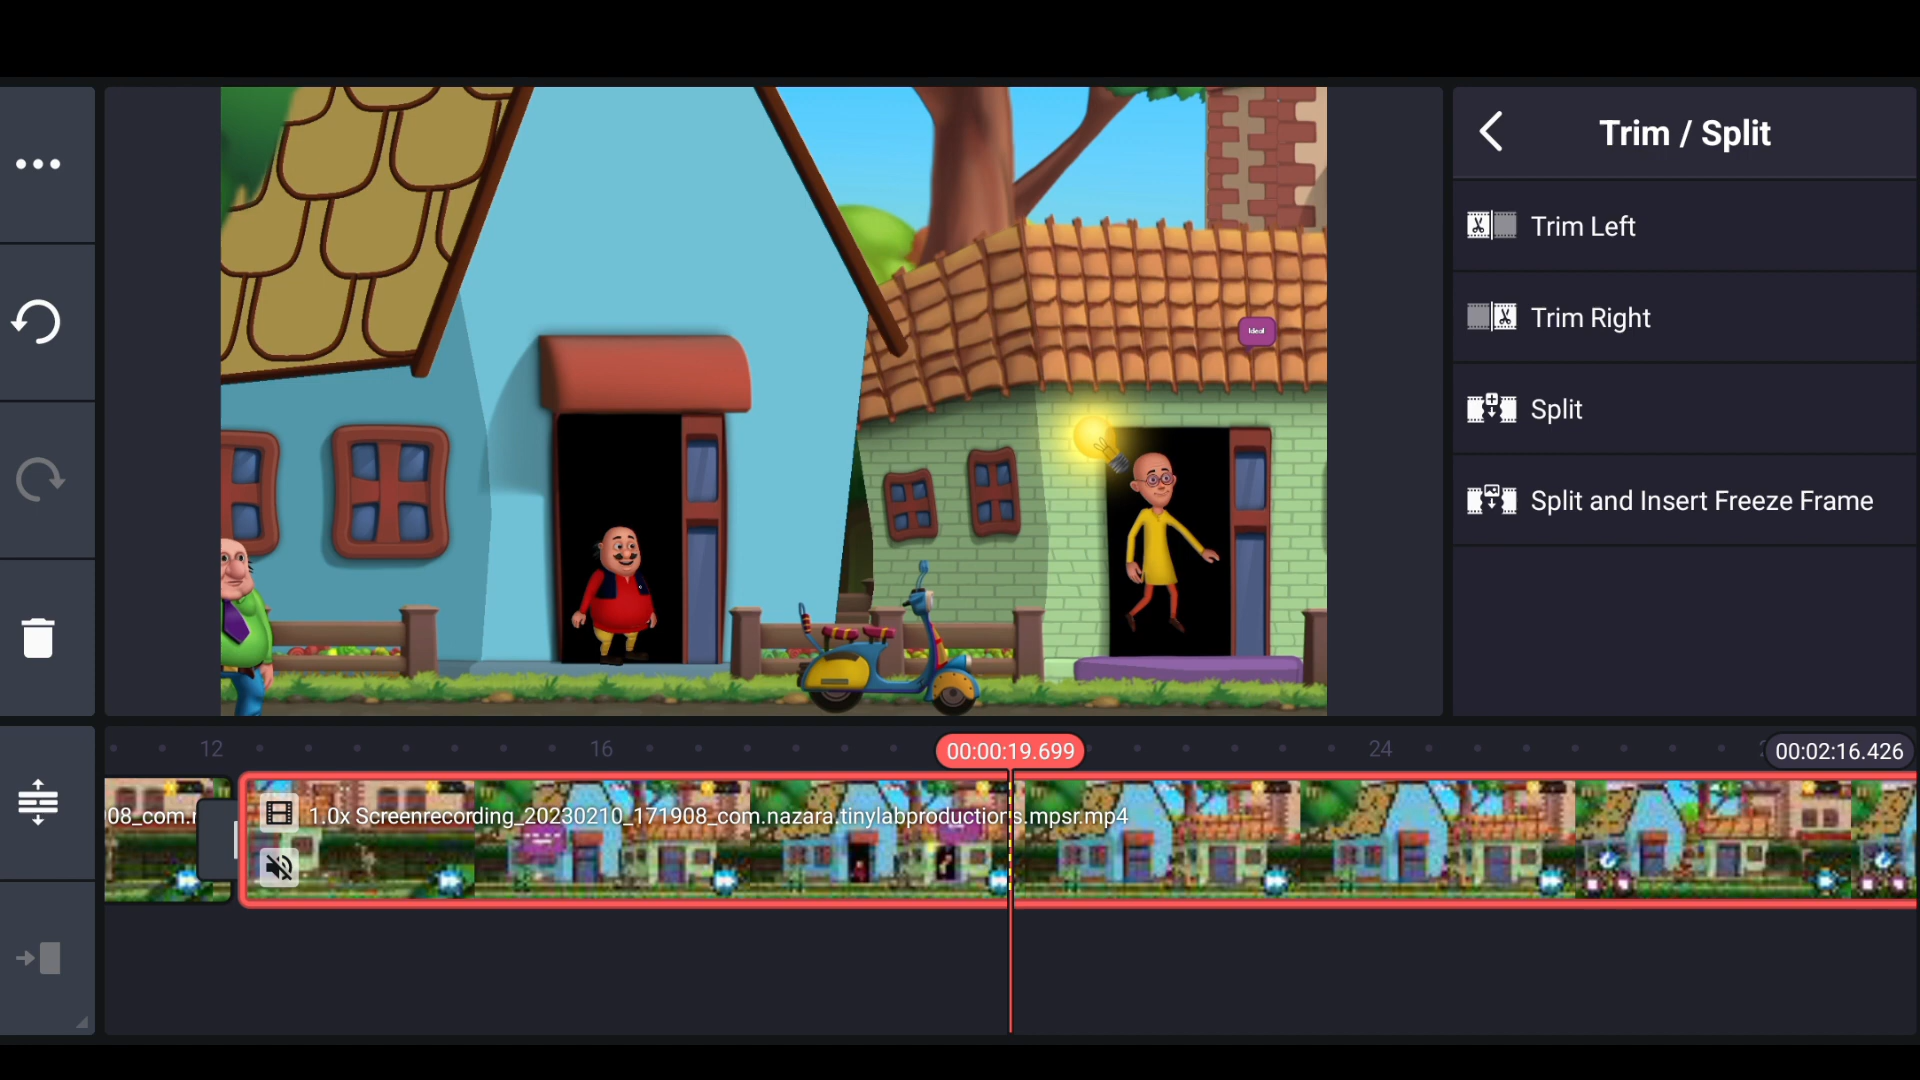 Trim / Split
Trim Left
Trim Right
Split
Split and Insert Freeze Frame
Idea!
12
16
00:00:19.699
24
00:02:16.426
1.0x Screenrecording_20230210_171908_com.nazara.tinylabproductions.mpsr.mp4